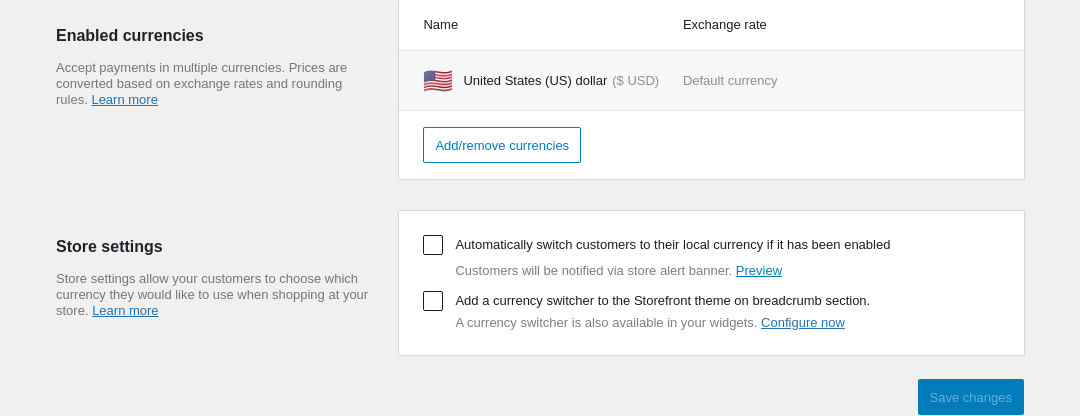 Enabled currencies
Accept payments in multiple currencies. Prices are
converted based on exchange rates and rounding
rules. Learn more
Name Exchange rate
United States (US) dollar ($ USD) Default currency
Add/remove currencies
Store settings
Store settings allow your customers to choose which
currency they would like to use when shopping at your
store. Learn more
Automatically switch customers to their local currency if it has been enabled
Customers will be notified via store alert banner. Preview
Add a currency switcher to the Storefront theme on breadcrumb section.
A currency switcher is also available in your widgets. Configure now
Save changes